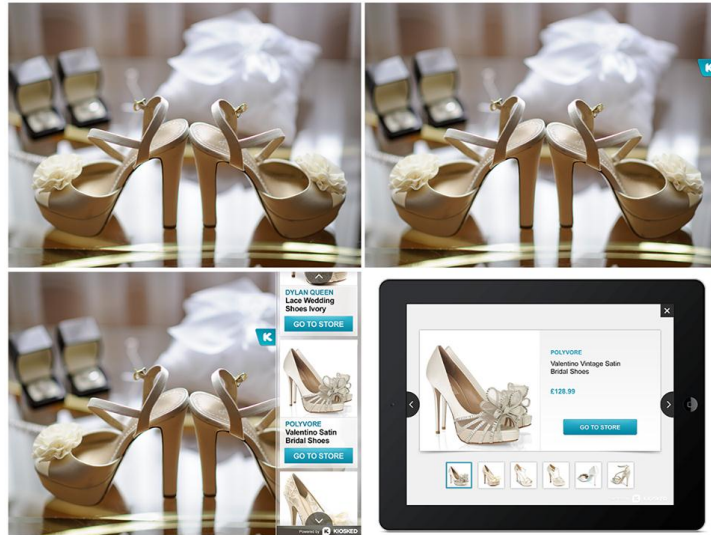 K
K
DYLAN QUEEN
Lace Wedding
Shoes Ivory
GO TO STORE
POLYVORE
Valentino Satin
Bridal Shoes
GO TO STORE
Powered by K KIOSKED
POLYVORE
Valentino Vintage Satin
Bridal Shoes
£128.99
GO TO STORE
KIOSKED